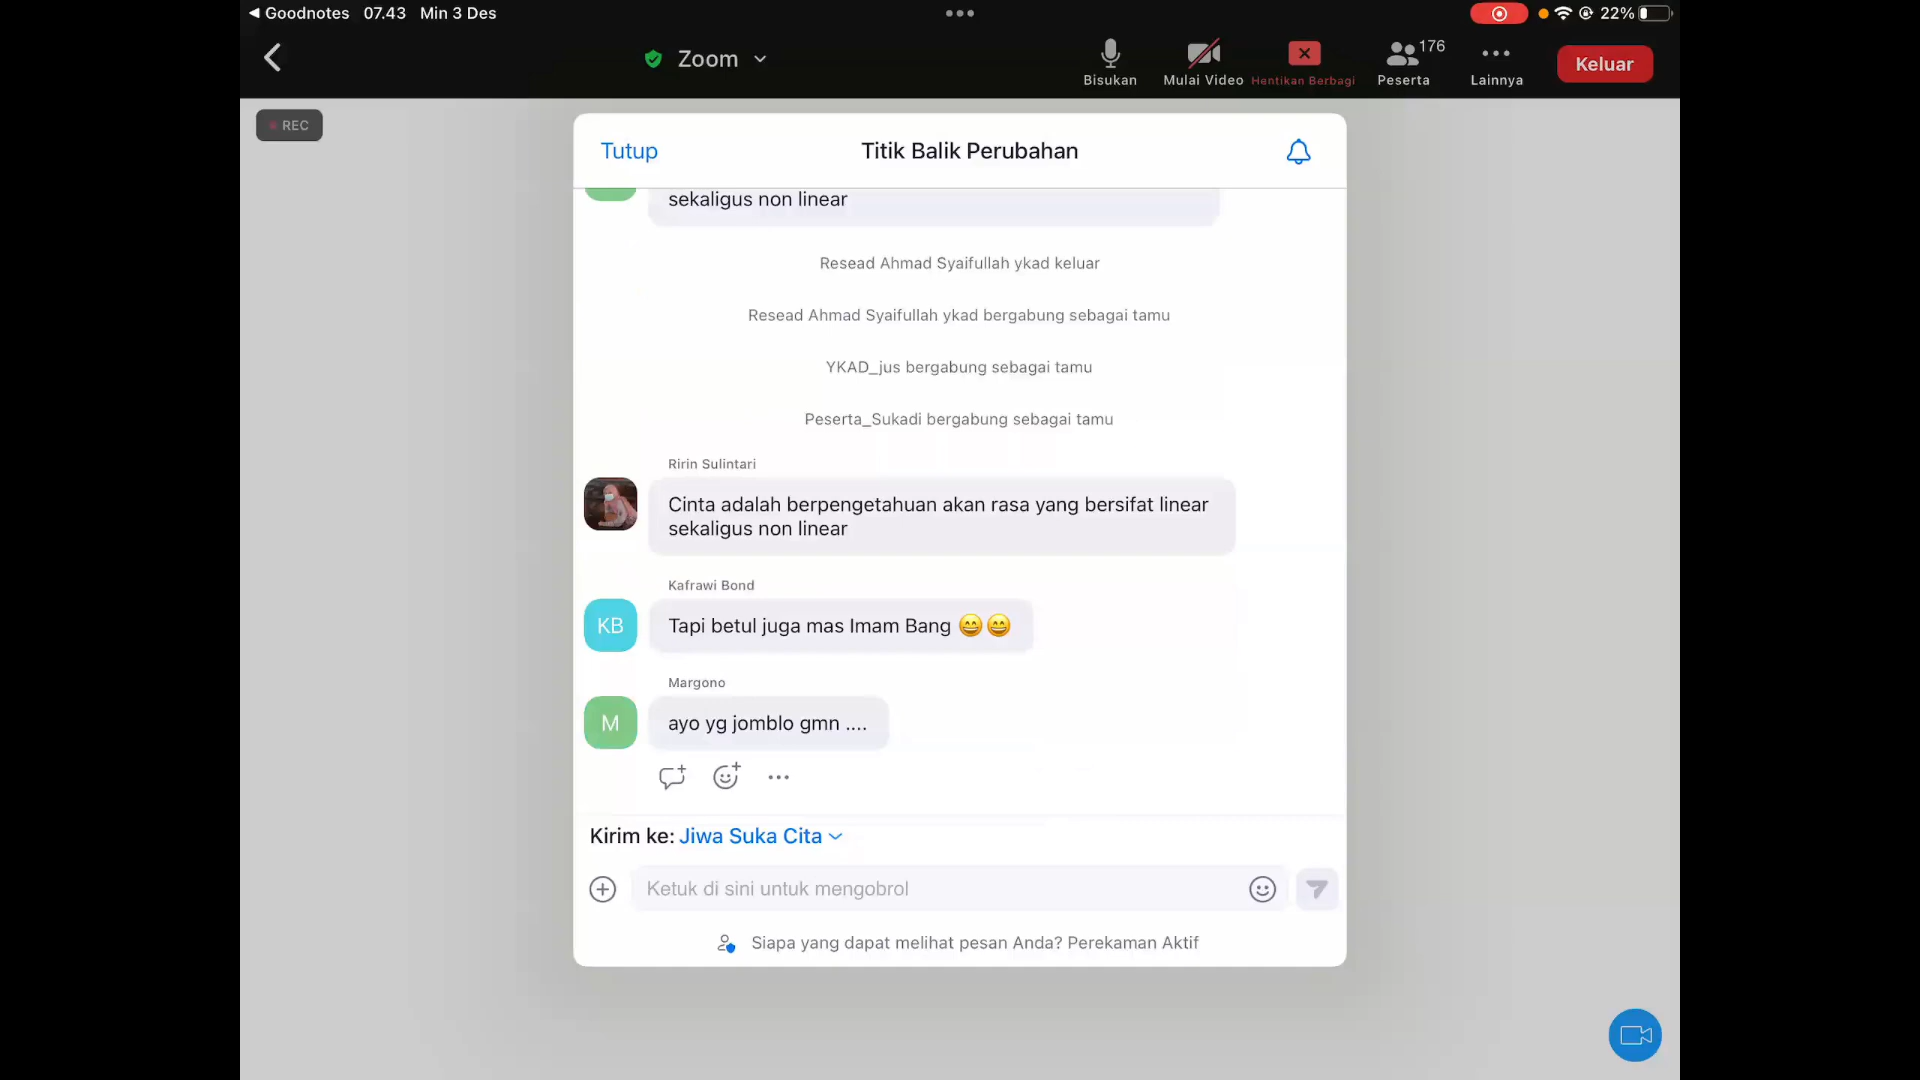 ◀ Goodnotes 07.43 Min 3 Des
22%
Zoom
Bisukan
Mulai Video
Hentikan Berbagi
Peserta
176
Lainnya
Keluar
REC
Tutup
Titik Balik Perubahan
sekaligus non linear
Resead Ahmad Syaifullah ykad keluar
Resead Ahmad Syaifullah ykad bergabung sebagai tamu
YKAD_jus bergabung sebagai tamu
Peserta_Sukadi bergabung sebagai tamu
Ririn Sulintari
Cinta adalah berpengetahuan akan rasa yang bersifat linear
sekaligus non linear
Kafrawi Bond
KB
Tapi betul juga mas Imam Bang 😄😄
Margono
M
ayo yg jomblo gmn ....
Kirim ke: Jiwa Suka Cita
Ketuk di sini untuk mengobrol
Siapa yang dapat melihat pesan Anda? Perekaman Aktif